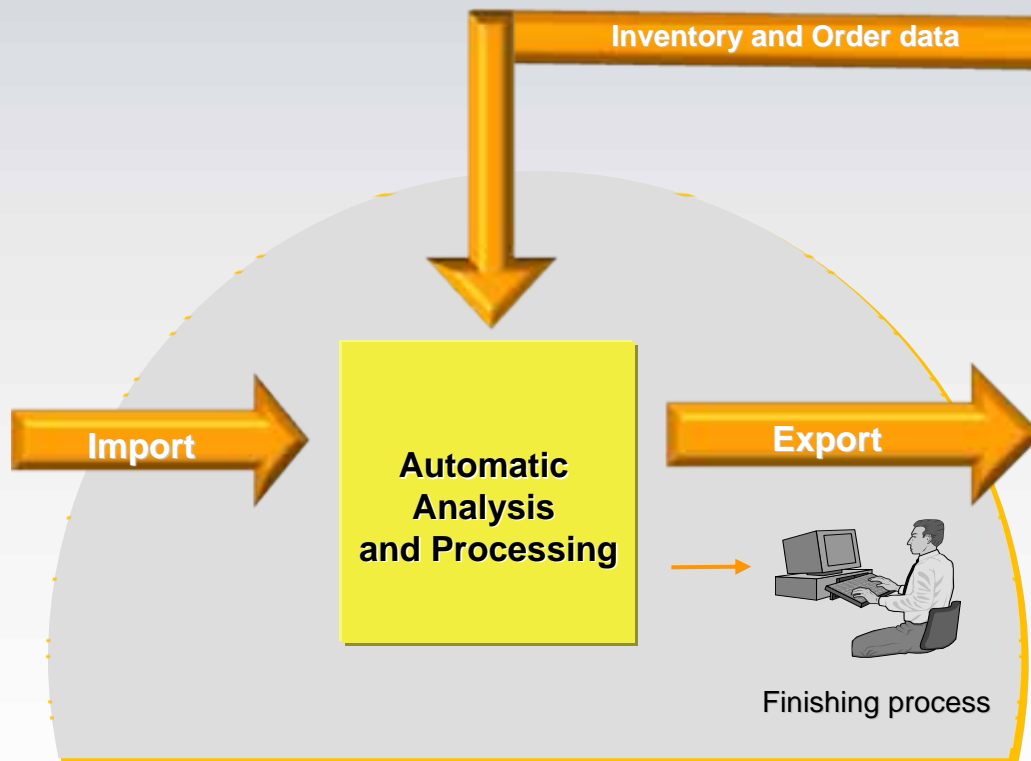 Inventory and Order data
Import
Automatic
Analysis
and Processing
Export
Finishing process